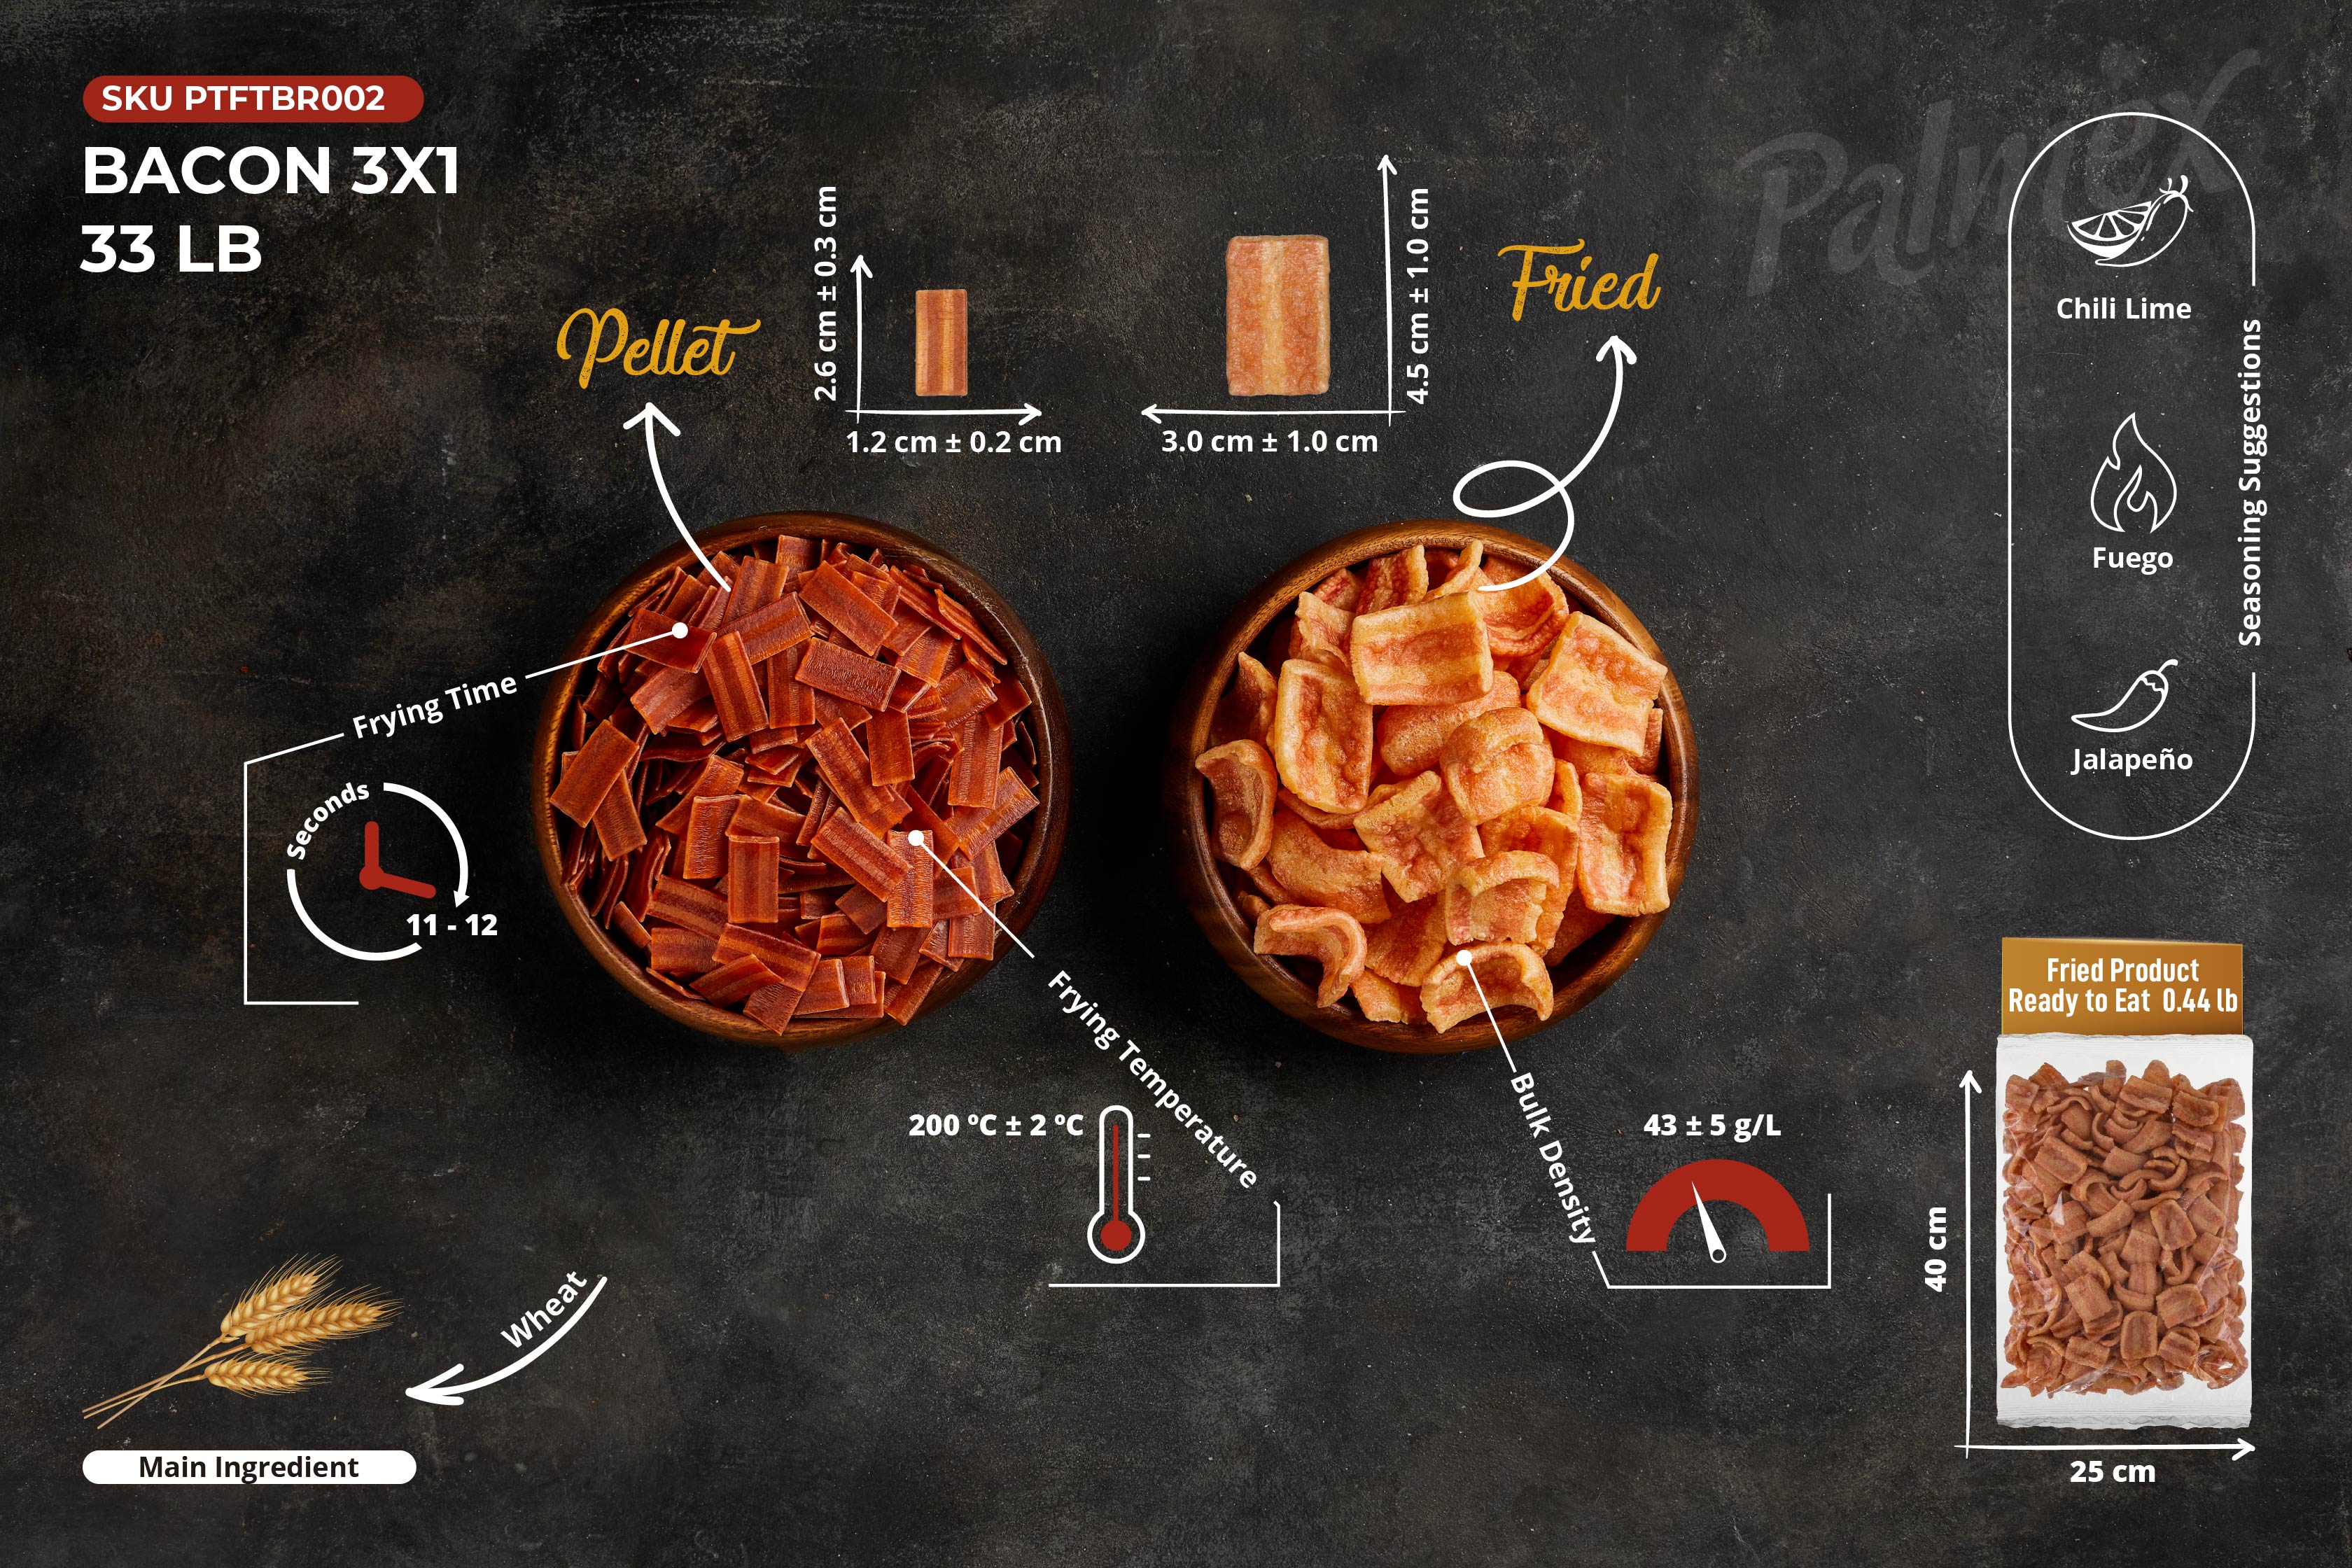 SKU PTFTBR002
BACON 3X1
33 LB
Palmex
Pellet
2.6 cm ± 0.3 cm
1.2 cm ± 0.2 cm
4.5 cm ± 1.0 cm
3.0 cm ± 1.0 cm
Fried
Chili Lime
Fuego
Jalapeño
Seasoning Suggestions
Frying Time
Seconds
11 - 12
Frying Temperature
200 ºC ± 2 ºC
Bulk Density
43 ± 5 g/L
Fried Product
Ready to Eat 0.44 lb
40 cm
25 cm
Wheat
Main Ingredient